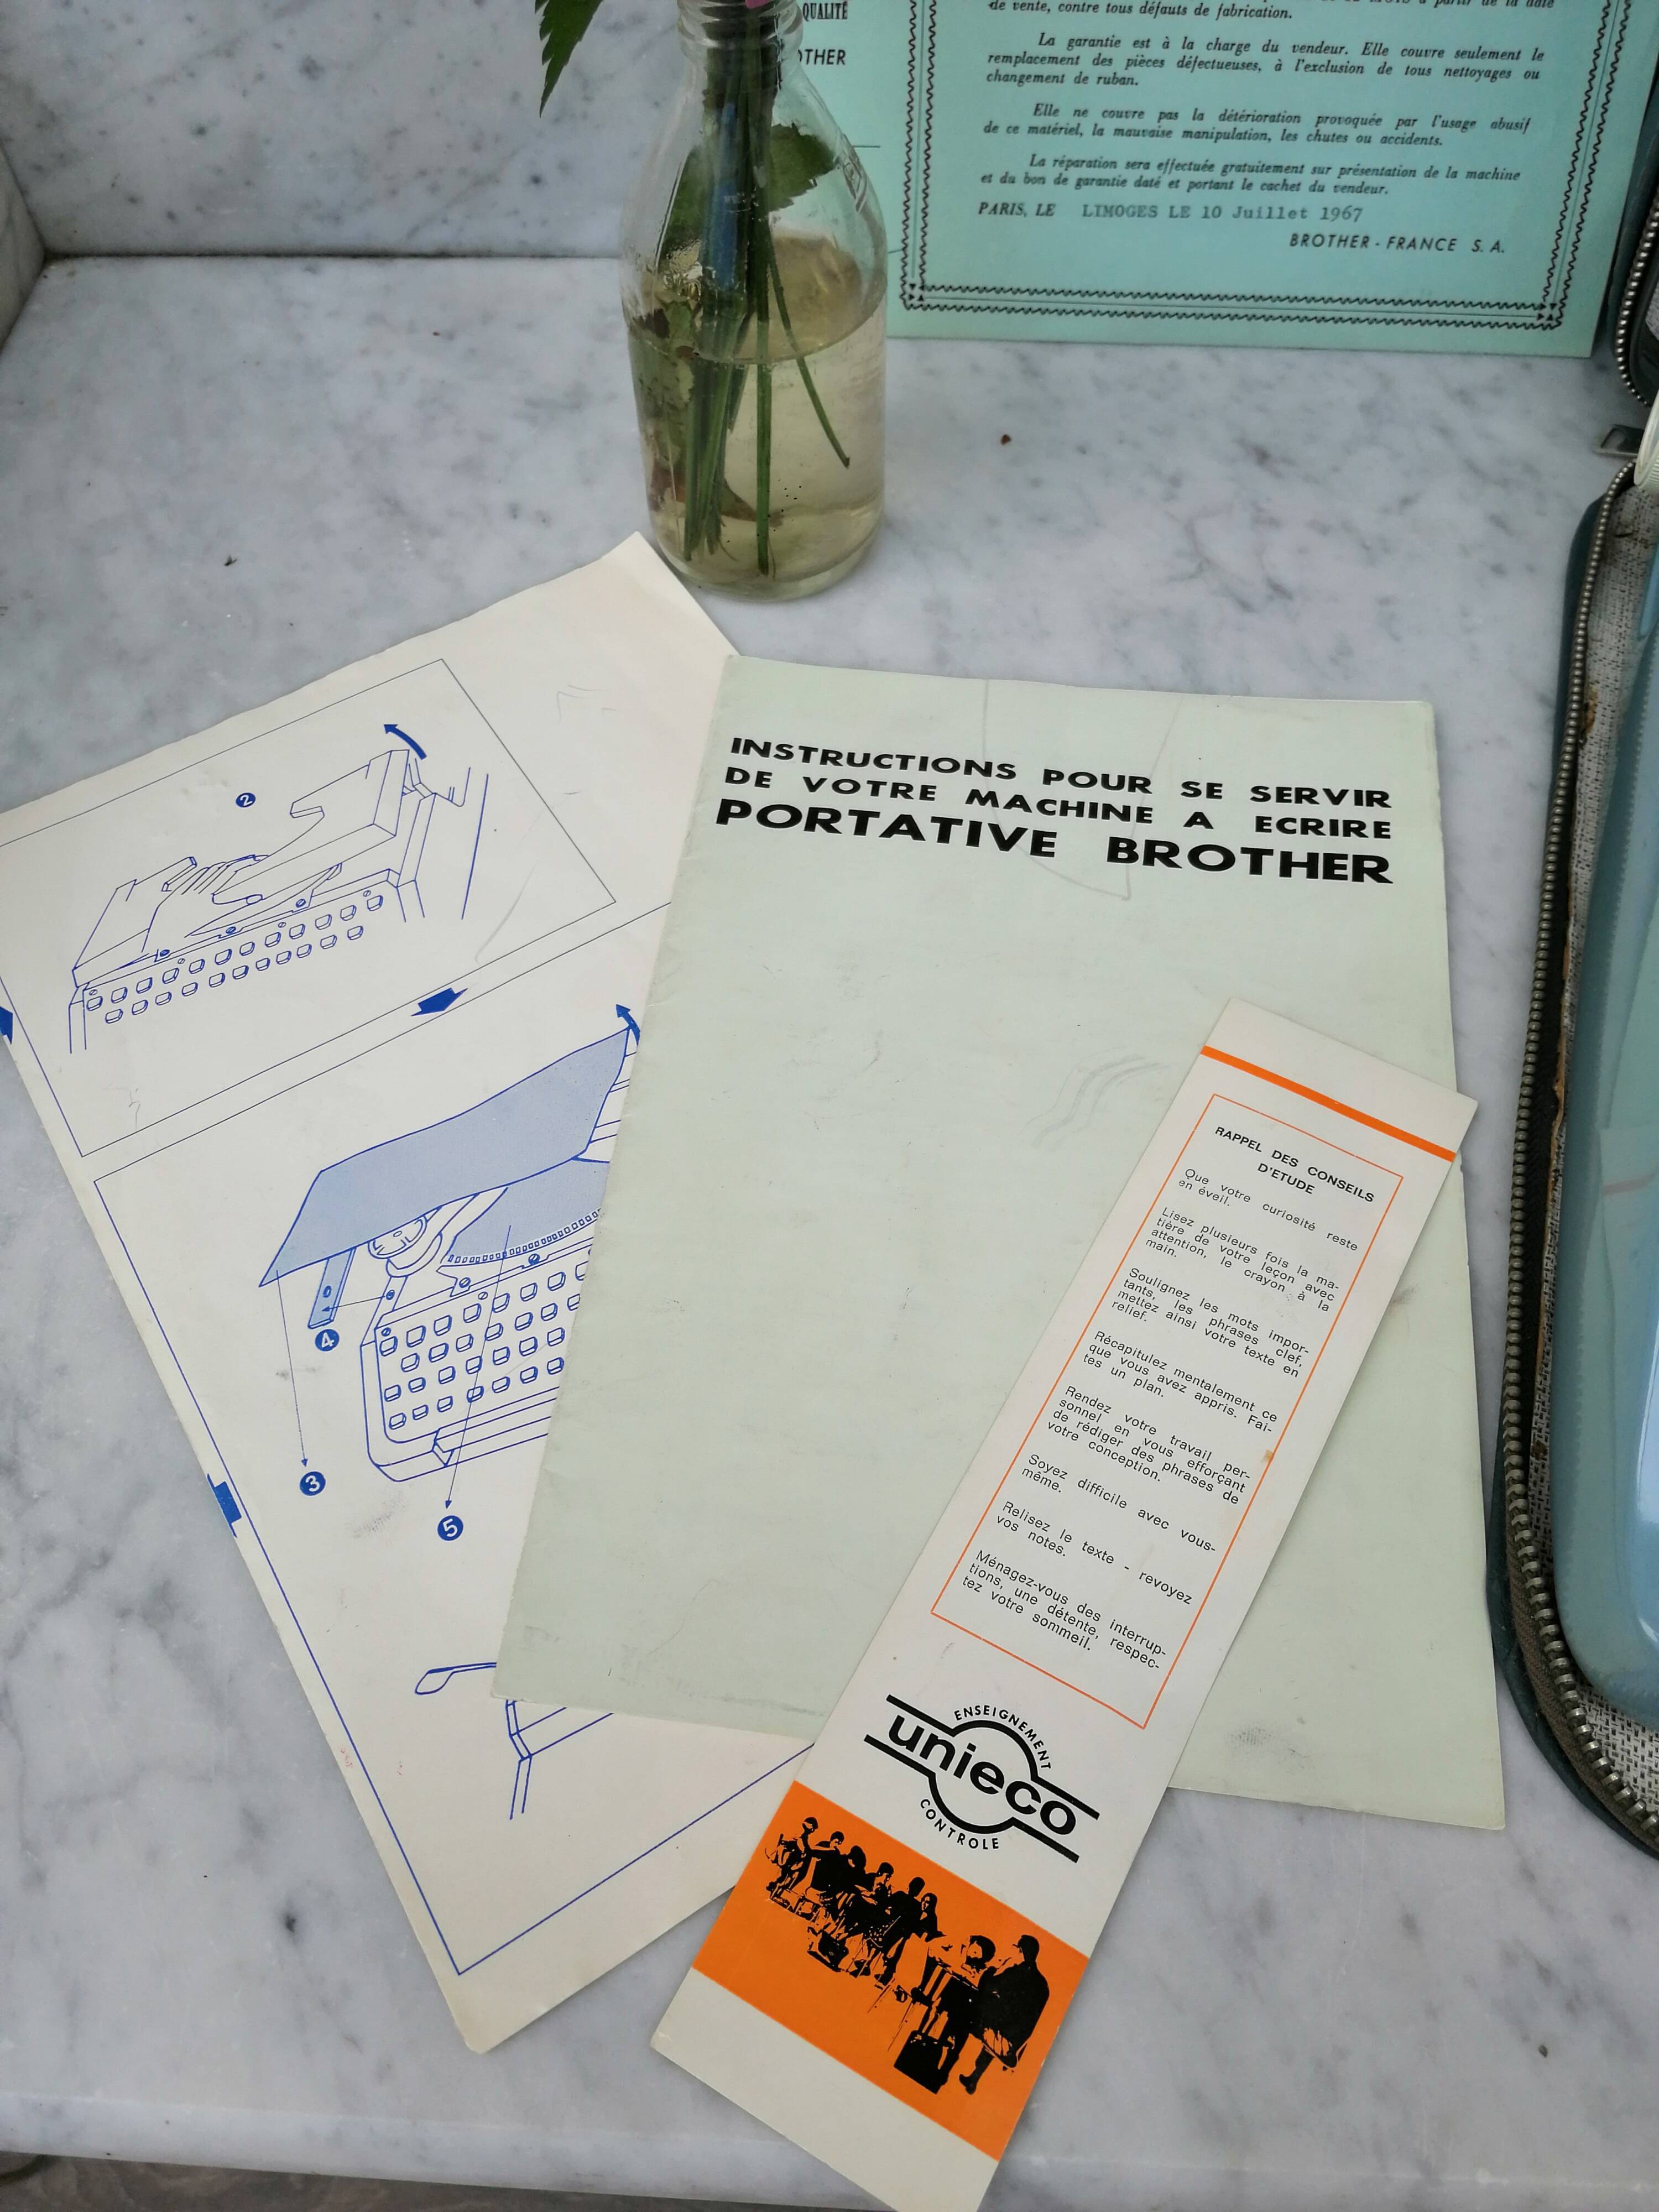 QUALITÉ
OTHER
de vente, contre tous défauts de fabrication.
La garantie est à la charge du vendeur. Elle couvre seulement le
remplacement des pièces défectueuses, à l'exclusion de tous nettoyages ou
changement de ruban.
Elle ne couvre pas la détérioration provoquée par l'usage abusif
de ce matériel, la mauvaise manipulation, les chutes ou accidents.
La réparation sera effectuée gratuitement sur présentation de la machine
et du bon de garantie daté et portant le cachet du vendeur.
PARIS, LE LIMOGES LE 10 Juillet 1967
BROTHER - FRANCE S. A.
INSTRUCTIONS POUR SE SERVIR
DE VOTRE MACHINE A ECRIRE
PORTATIVE BROTHER
2
4
3
5
RAPPEL DES CONSEILS
D'ETUDE
Que votre curiosité reste
en éveil.
Lisez plusieurs fois la ma-
tière de votre leçon avec
attention, le crayon à la
main.
Soulignez les mots impor-
tants, les phrases clef,
mettez ainsi votre texte en
relief.
Récapitulez mentalement ce
que vous avez appris. Fai-
tes un plan.
Rendez votre travail per-
sonnel en vous efforçant
de rédiger des phrases de
votre conception.
Soyez difficile avec vous-
même.
Relisez le texte - revoyez
vos notes.
Ménagez-vous des interrup-
tions, une détente, respec-
tez votre sommeil.
ENSEIGNEMENT
unieco
CONTROLE